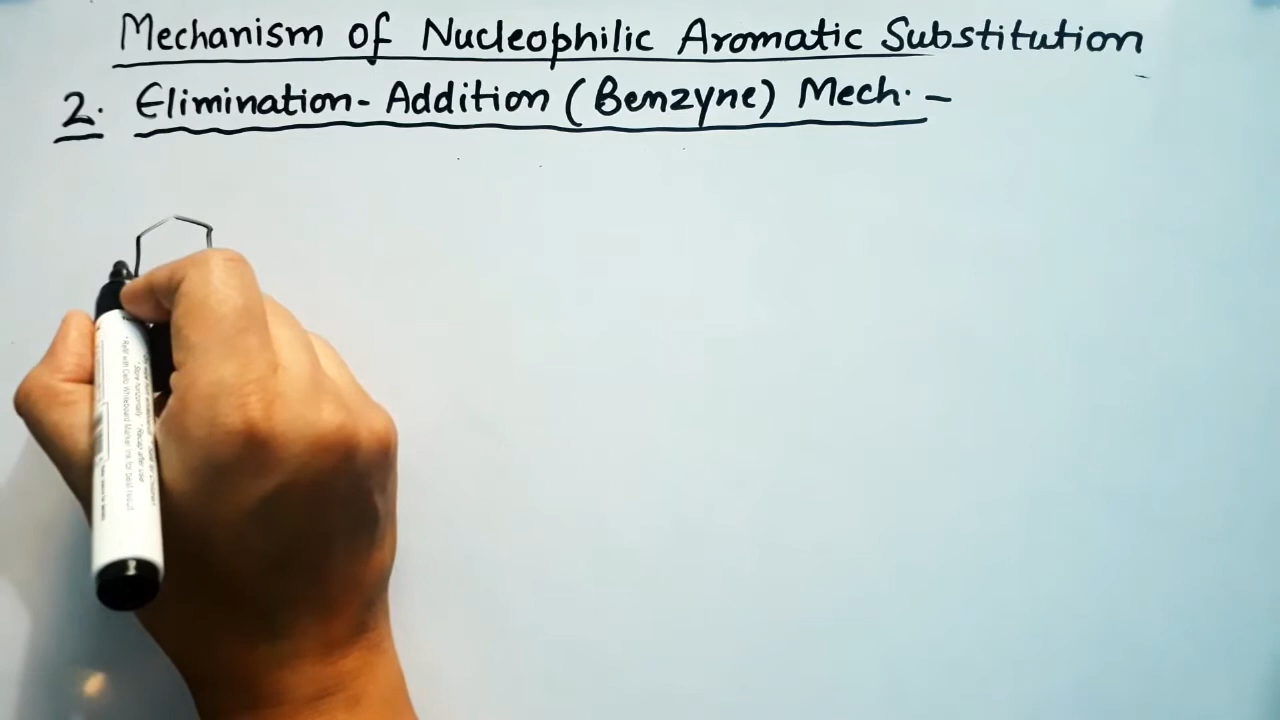 Mechanism of Nucleophilic Aromatic Substitution
2. Elimination-Addition (Benzyne) Mech. -